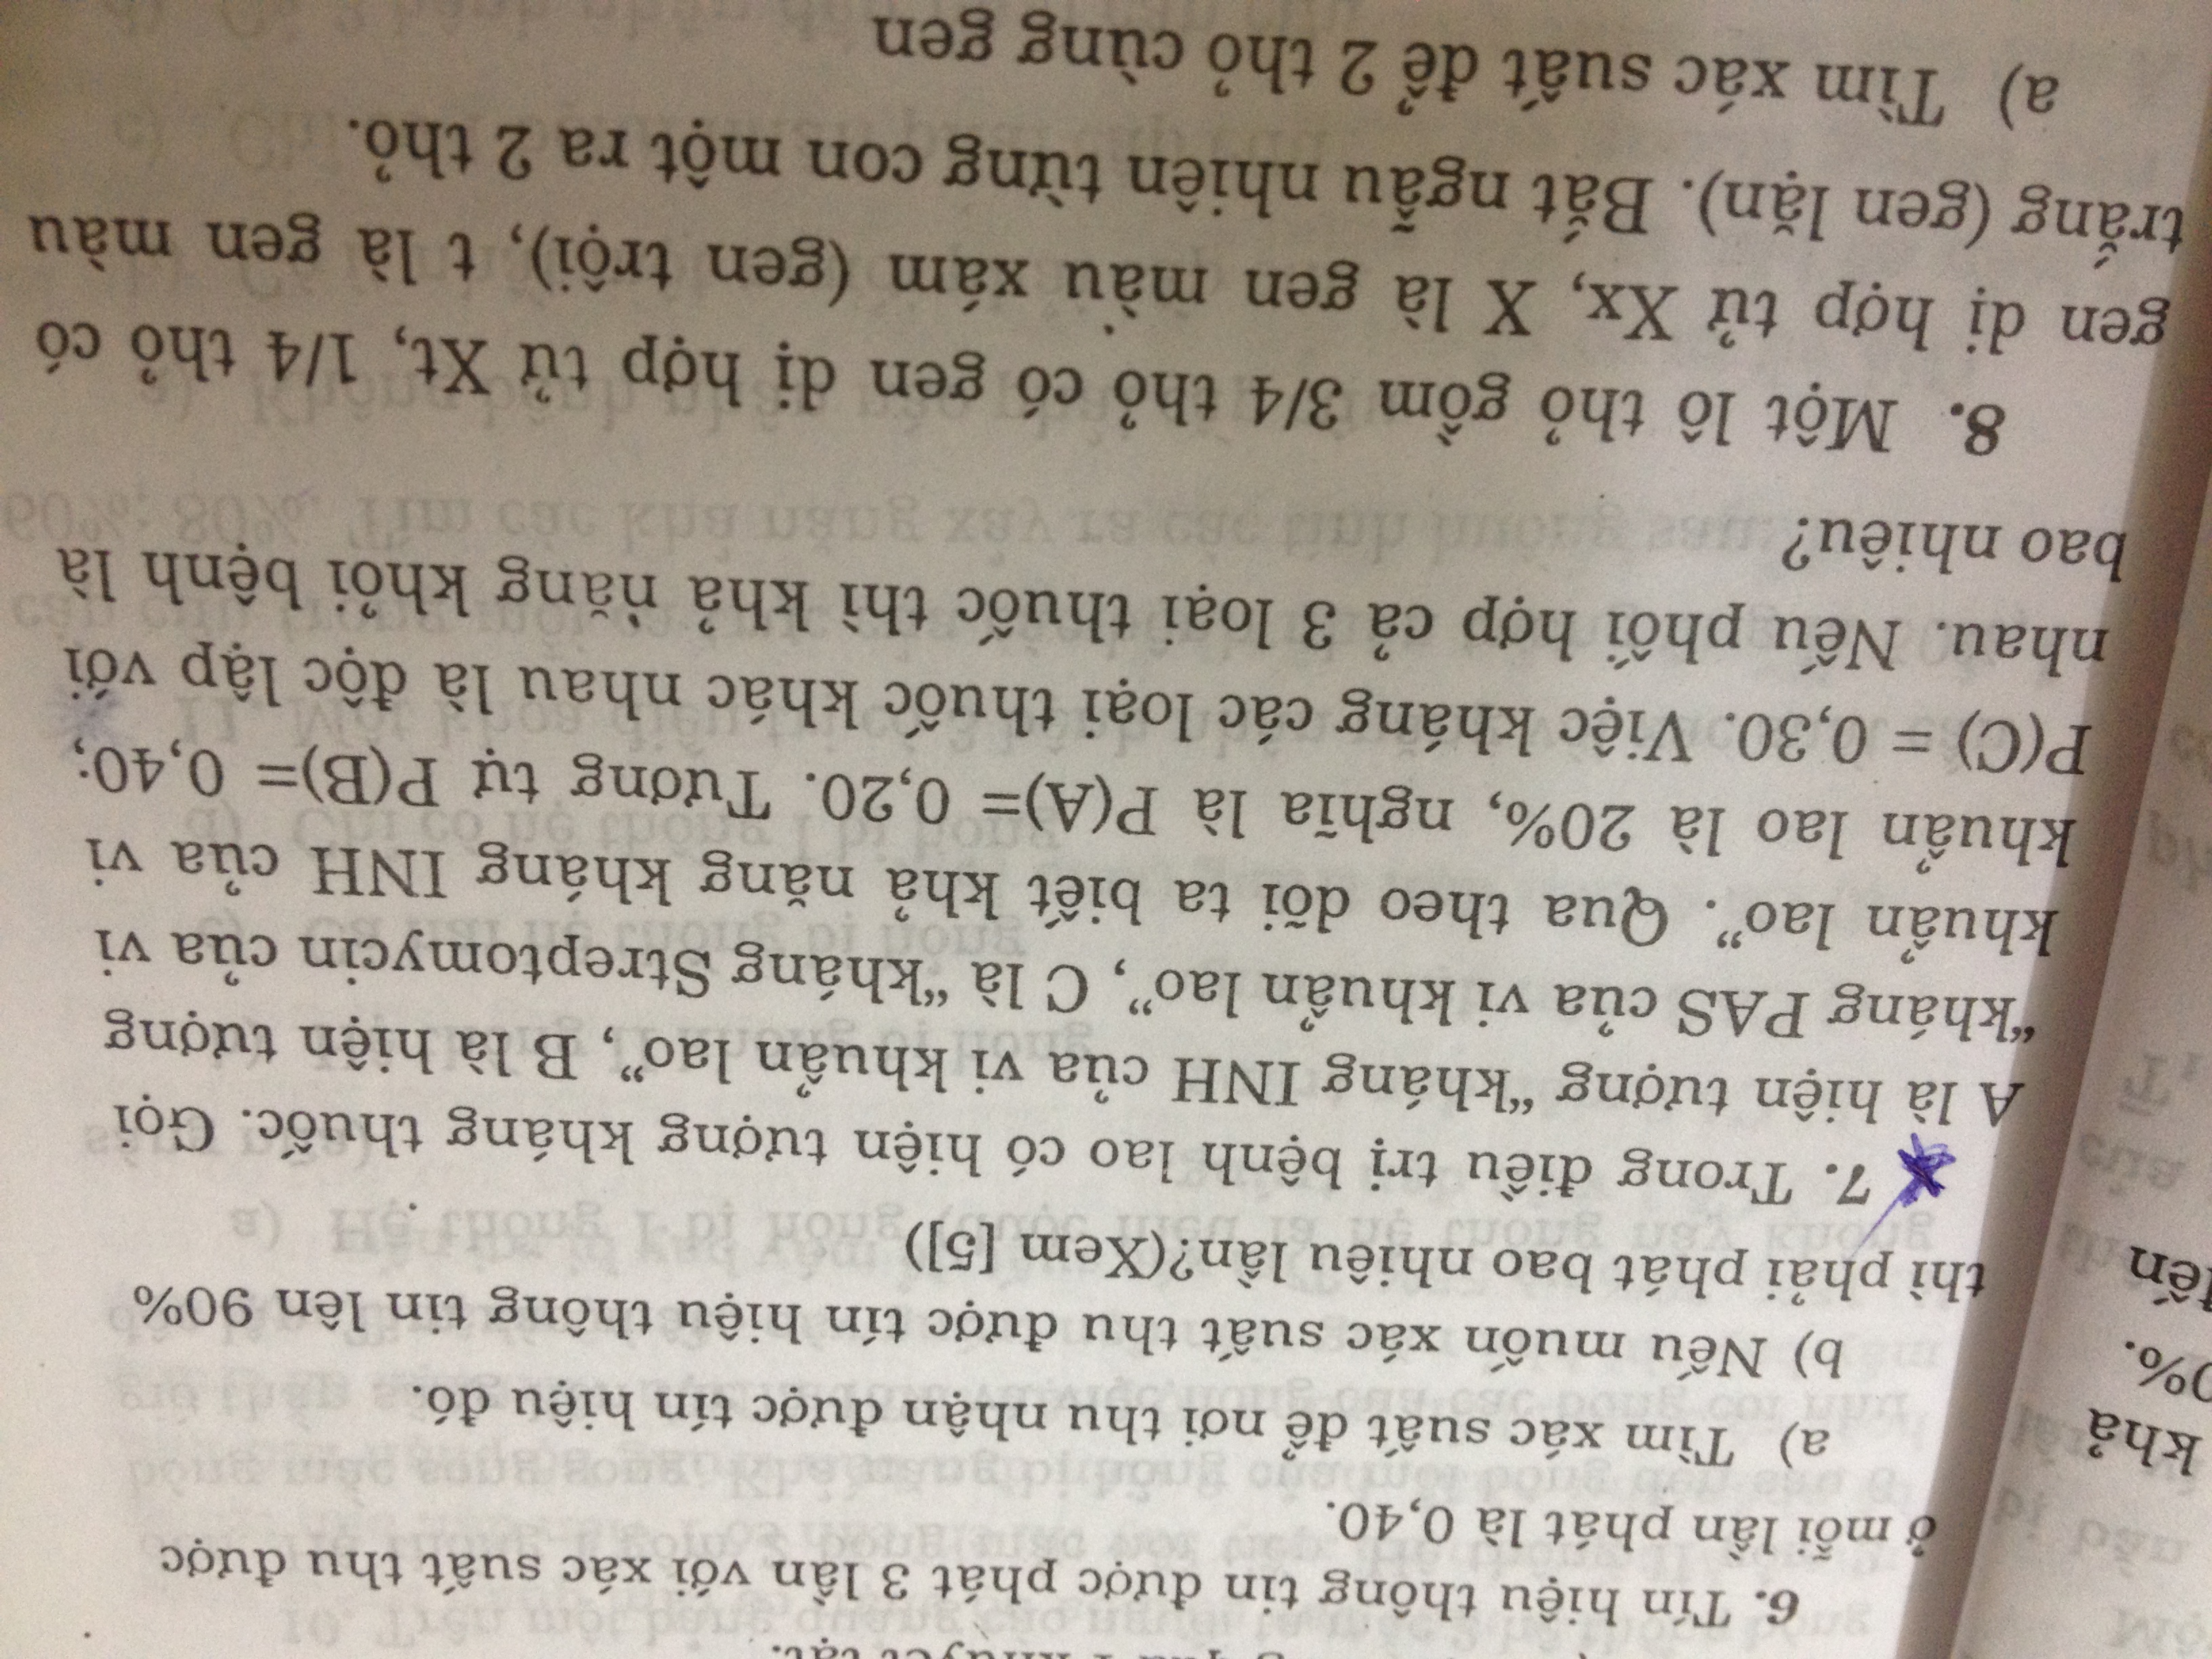 khuyết tật.
6. Tín hiệu thông tin được phát 3 lần với xác suất thu được
ở mỗi lần phát là 0,40.
a) Tìm xác suất để nơi thu nhận được tín hiệu đó.
b) Nếu muốn xác suất thu được tín hiệu thông tin lên 90%
thì phải phát bao nhiêu lần?(Xem [5])
7. Trong điều trị bệnh lao có hiện tượng kháng thuốc. Gọi
A là hiện tượng “kháng INH của vi khuẩn lao”, B là hiện tượng
“kháng PAS của vi khuẩn lao”, C là “kháng Streptomycin của vi
khuẩn lao”. Qua theo dõi ta biết khả năng kháng INH của vi
khuẩn lao là 20%, nghĩa là P(A)= 0,20. Tương tự P(B)= 0,40;
P(C) = 0,30. Việc kháng các loại thuốc khác nhau là độc lập với
nhau. Nếu phối hợp cả 3 loại thuốc thì khả năng khỏi bệnh là
bao nhiêu?
8. Một lô thỏ gồm 3/4 thỏ có gen dị hợp tử Xt, 1/4 thỏ có
gen dị hợp tử Xx, X là gen màu xám (gen trội), t là gen màu
trắng (gen lặn). Bắt ngẫu nhiên từng con một ra 2 thỏ.
a) Tìm xác suất để 2 thỏ cùng gen
khả
0%.